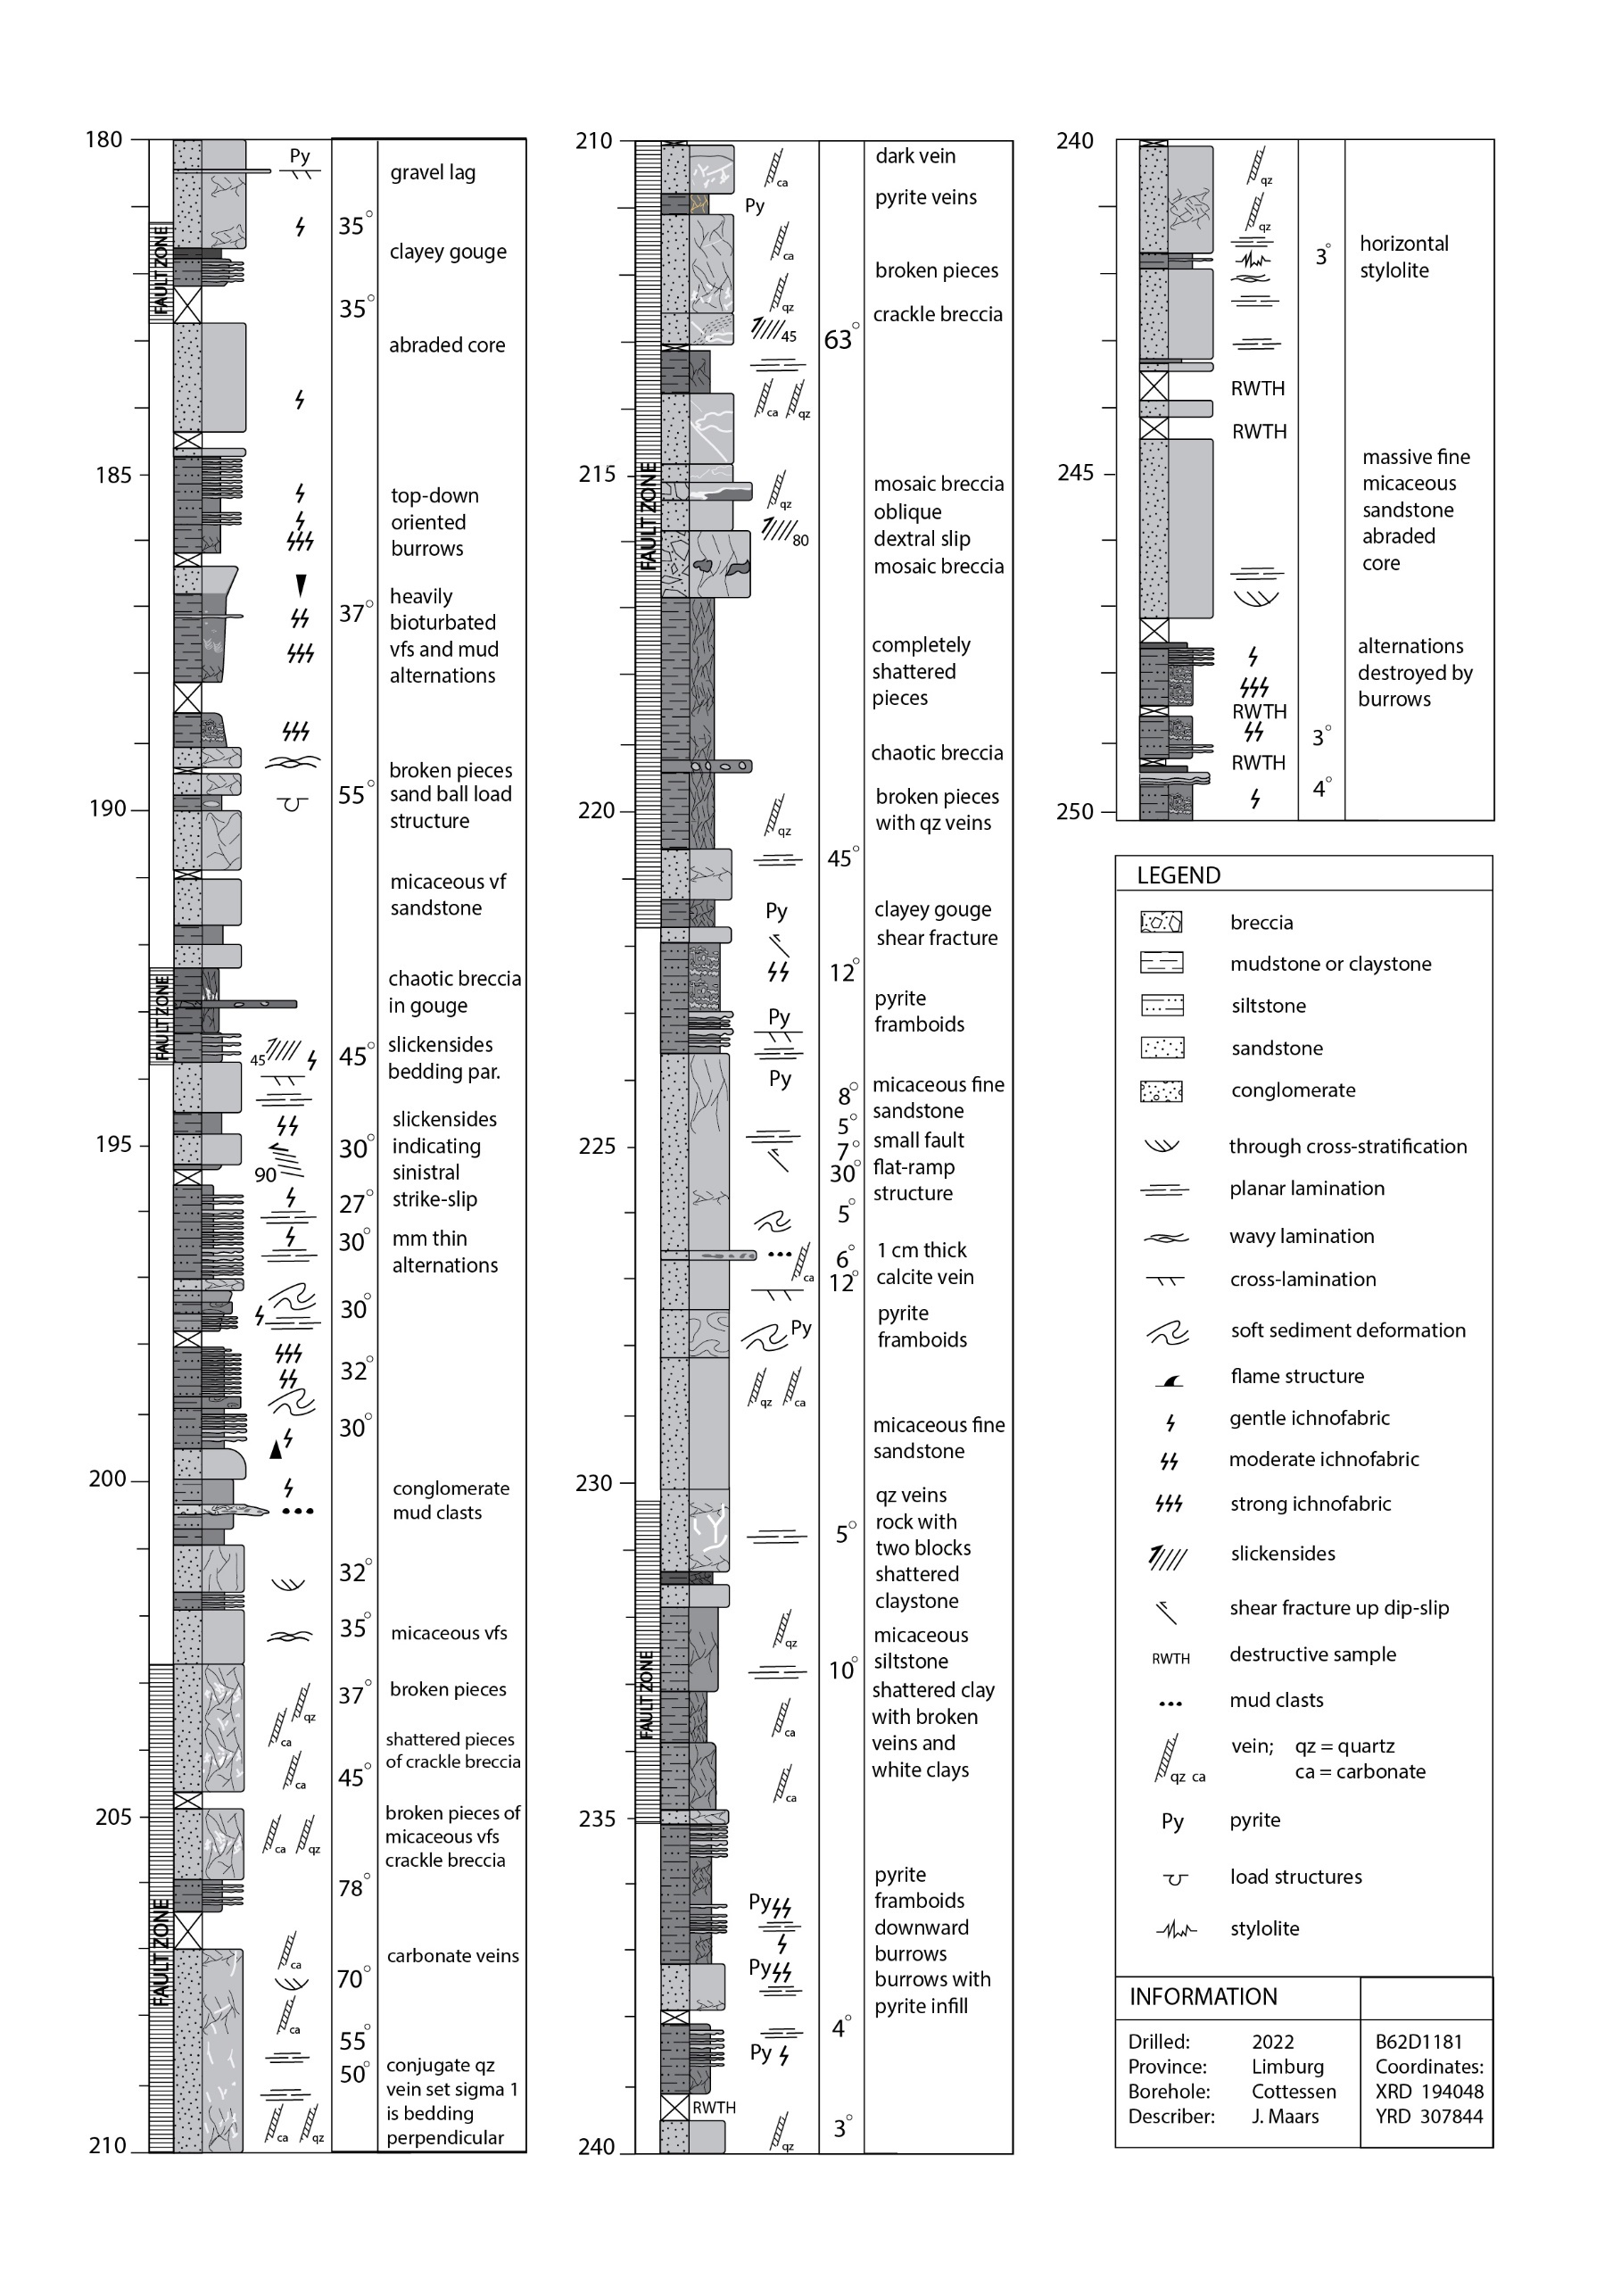 180
Py
gravel lag
35°
FAULT ZONE
clayey gouge
35°
abraded core
185
top-down
oriented
burrows
heavily
37°
bioturbated
vfs and mud
alternations
broken pieces
55°
sand ball load
190
structure
micaceous vf
sandstone
FAULT ZONE
chaotic breccia
in gouge
45
45°
slickensides
bedding par.
slickensides
195
30°
indicating
90
sinistral
27°
strike-slip
30°
mm thin
alternations
30°
32°
30°
200
conglomerate
mud clasts
32°
35°
micaceous vfs
37°
broken pieces
qz
ca
shattered pieces
of crackle breccia
45°
ca
205
broken pieces of
micaceous vfs
ca qz
crackle breccia
78°
FAULT ZONE
carbonate veins
ca
70°
ca
55°
50°
conjugate qz
vein set sigma 1
is bedding
ca qz
perpendicular
210
210
dark vein
ca
Py
pyrite veins
ca
broken pieces
qz
crackle breccia
45
63°
ca qz
215
FAULT ZONE
mosaic breccia
qz
oblique
80
dextral slip
mosaic breccia
completely
shattered
pieces
chaotic breccia
220
broken pieces
qz
with qz veins
45°
Py
clayey gouge
shear fracture
12°
pyrite
Py
framboids
Py
8°
micaceous fine
sandstone
5°
225
7°
small fault
30°
flat-ramp
structure
5°
6°
1 cm thick
ca
12°
calcite vein
pyrite
Py
framboids
qz ca
micaceous fine
sandstone
230
qz veins
5°
rock with
two blocks
shattered
claystone
qz
micaceous
FAULT ZONE
10°
siltstone
shattered clay
ca
with broken
veins and
ca
white clays
235
pyrite
Py
framboids
downward
burrows
Py
burrows with
pyrite infill
4°
Py
RWTH
3°
qz
240
240
qz
qz
3°
horizontal
stylolite
RWTH
RWTH
245
massive fine
micaceous
sandstone
abraded
core
alternations
destroyed by
burrows
RWTH
3°
RWTH
4°
250
LEGEND
breccia
mudstone or claystone
siltstone
sandstone
conglomerate
through cross-stratification
planar lamination
wavy lamination
cross-lamination
soft sediment deformation
flame structure
gentle ichnofabric
moderate ichnofabric
strong ichnofabric
slickensides
shear fracture up dip-slip
RWTH destructive sample
mud clasts
vein; qz = quartz
qz ca ca = carbonate
Py pyrite
load structures
stylolite
INFORMATION
Drilled: 2022 B62D1181
Province: Limburg Coordinates:
Borehole: Cottessen XRD 194048
Describer: J. Maars YRD 307844